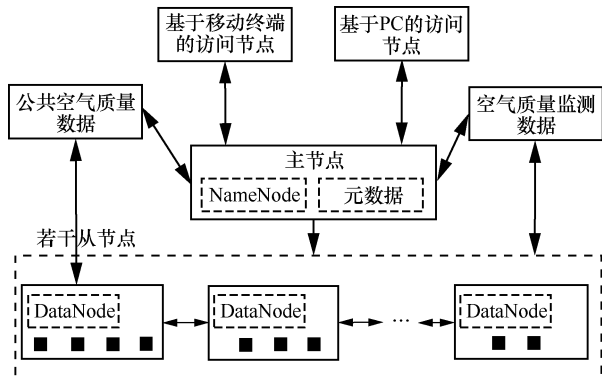 基于移动终端
的访问节点
基于PC的访问
节点
公共空气质量
数据
空气质量监测
数据
主节点
NameNode
元数据
若干从节点
DataNode
DataNode
...
DataNode